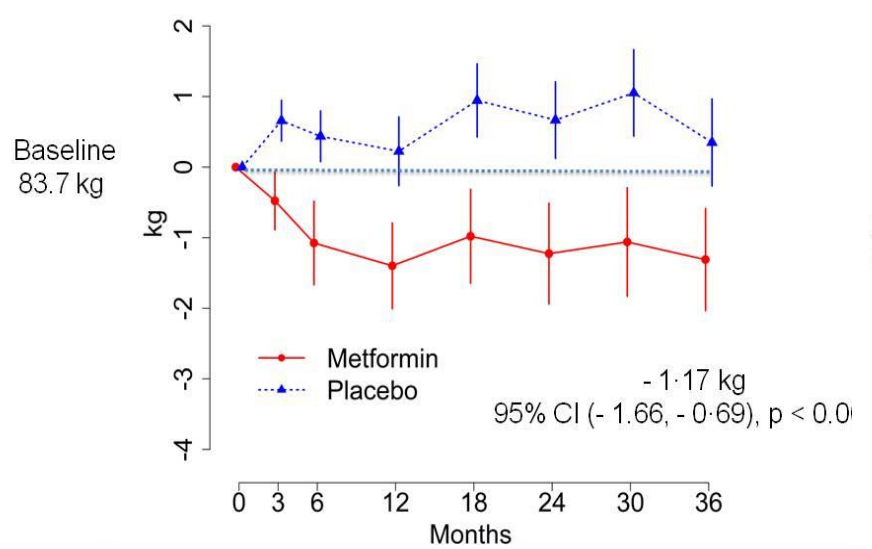 2
1
0
-1
-2
-3
-4
Baseline
83.7 kg
kg
Metformin
Placebo
- 1·17 kg
95% CI (- 1.66, - 0·69), p < 0.0
0 3 6 12 18 24 30 36
Months